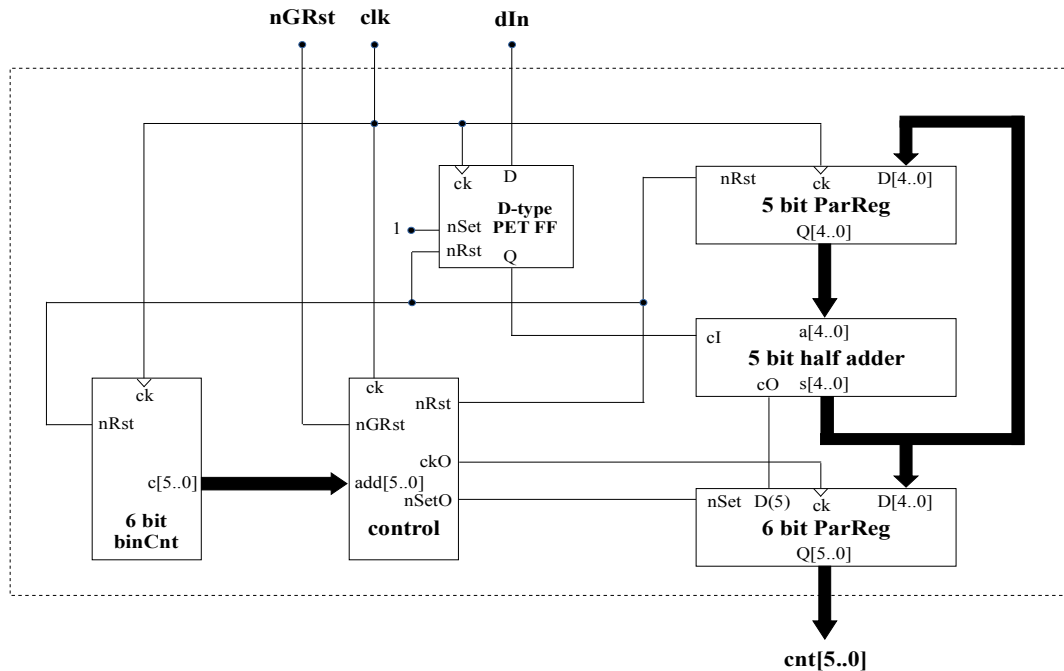 nGRst clk dIn
ck D
D-type
PET FF
1 nSet
nRst Q
nRst ck D[4..0]
5 bit ParReg
Q[4..0]
cI a[4..0]
5 bit half adder
cO s[4..0]
ck
nRst
c[5..0]
6 bit
binCnt
ck
nRst
nGRst
ckO
add[5..0]
nSetO
control
nSet D(5) ck D[4..0]
6 bit ParReg
Q[5..0]
cnt[5..0]